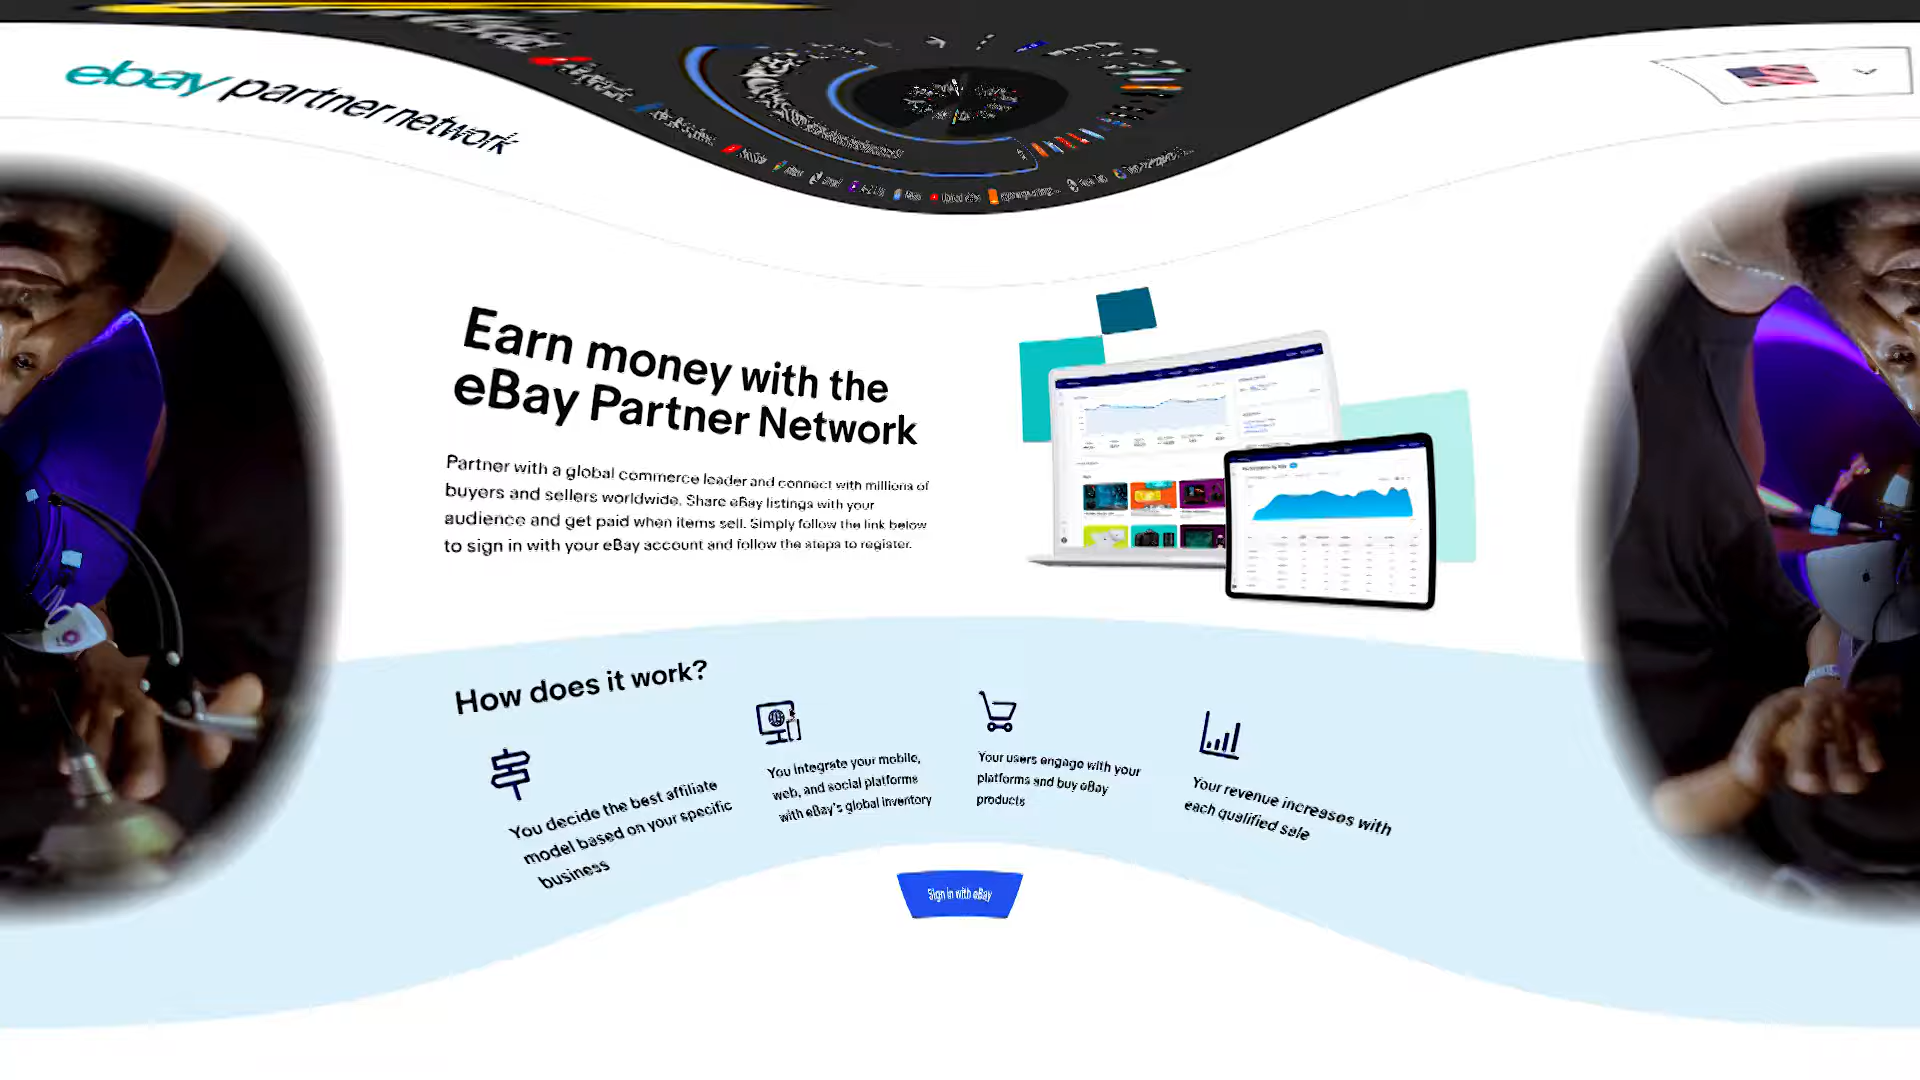 ebay partner network
YouTube
Gmail
Maps
Earn money with the
eBay Partner Network
Partner with a global commerce leader and connect with millions of
buyers and sellers worldwide. Share eBay listings with your
audience and get paid when items sell. Simply follow the link below
to sign in with your eBay account and follow the steps to register.
How does it work?
You decide the best affiliate
model based on your specific
business
You integrate your mobile,
web, and social platforms
with eBay's global inventory
Your users engage with your
platforms and buy eBay
products
Your revenue increases with
each qualified sale
Sign in with eBay